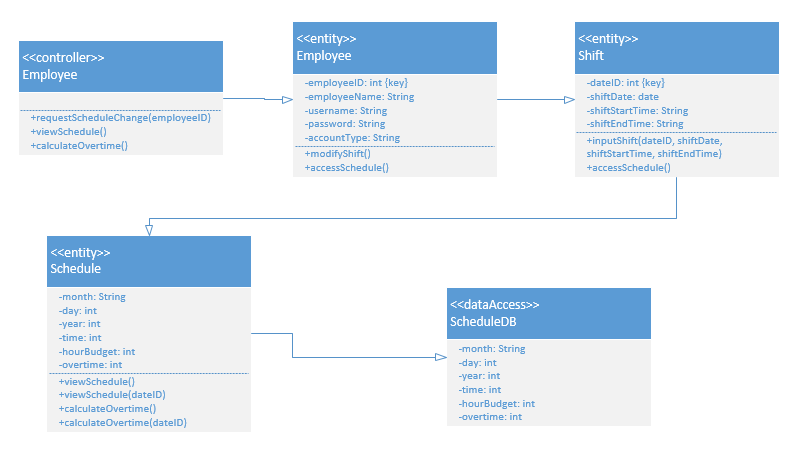 <<controller>>
Employee
+requestScheduleChange(employeeID)
+viewSchedule()
+calculateOvertime()
<<entity>>
Employee
-employeeID: int {key}
-employeeName: String
-username: String
-password: String
-accountType: String
+modifyShift()
+accessSchedule()
<<entity>>
Shift
-dateID: int {key}
-shiftDate: date
-shiftStartTime: String
-shiftEndTime: String
+inputShift(dateID, shiftDate,
shiftStartTime, shiftEndTime)
+accessSchedule()
<<entity>>
Schedule
-month: String
-day: int
-year: int
-time: int
-hourBudget: int
-overtime: int
+viewSchedule()
+viewSchedule(dateID)
+calculateOvertime()
+calculateOvertime(dateID)
<<dataAccess>>
ScheduleDB
-month: String
-day: int
-year: int
-time: int
-hourBudget: int
-overtime: int